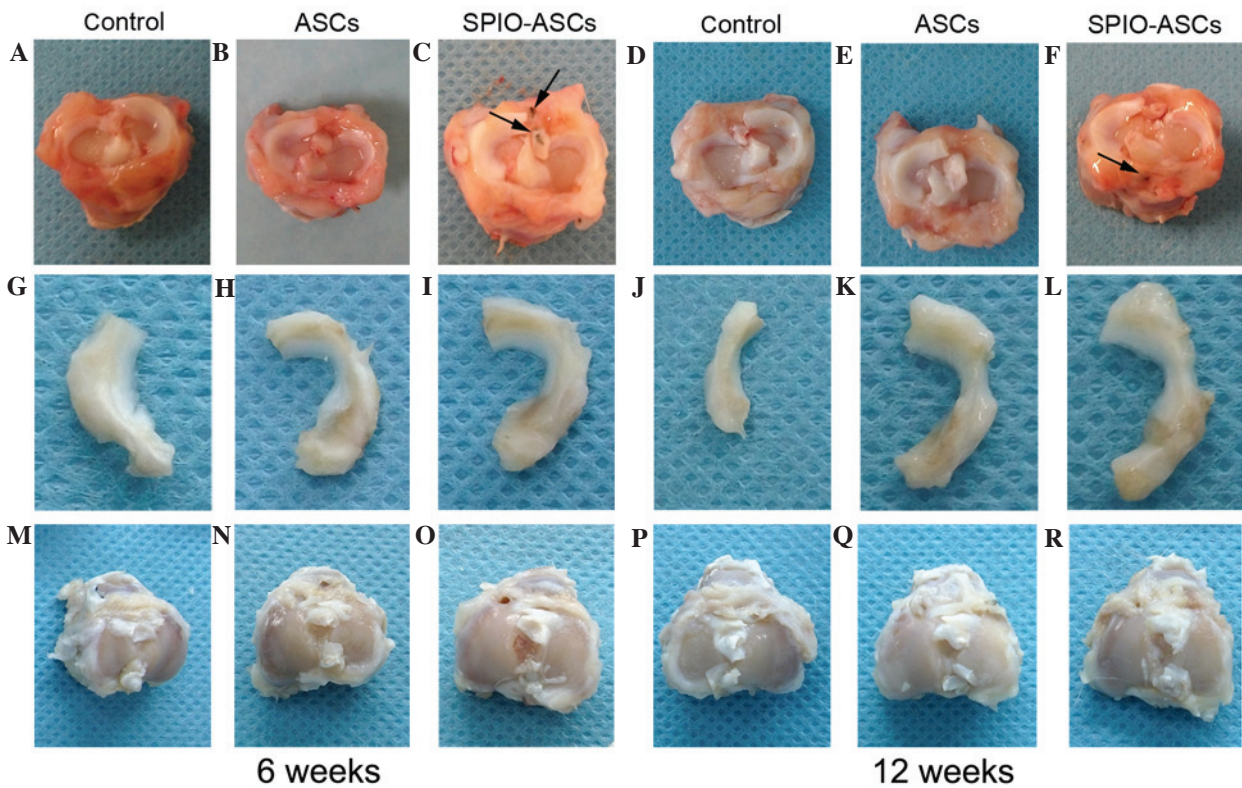 Control ASCs SPIO-ASCs Control ASCs SPIO-ASCs
A B C D E F
G H I J K L
M N O P Q R
6 weeks 12 weeks